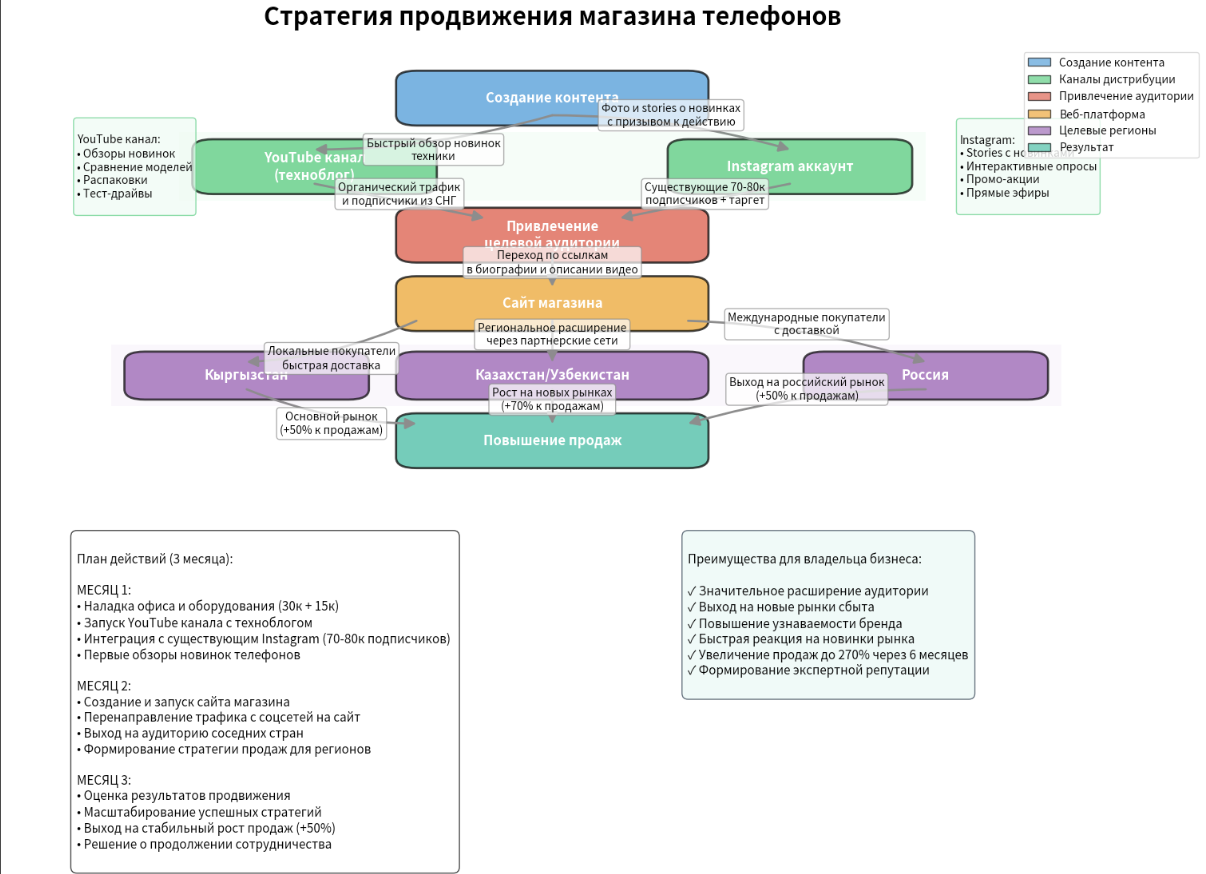 Стратегия продвижения магазина телефонов
Создание контента
Фото и stories о новинках
с призывом к действию
Создание контента
Каналы дистрибуции
Привлечение аудитории
Веб-платформа
Целевые регионы
Результат
YouTube канал:
• Обзоры новинок
• Сравнение моделей
• Распаковки
• Тест-драйвы
YouTube канал
(техноблог)
Быстрый обзор новинок
техники
Instagram аккаунт
Instagram:
• Stories с новинками
• Интерактивные опросы
• Промо-акции
• Прямые эфиры
Органический трафик
и подписчики из СНГ
Существующие 70-80к
подписчиков + таргет
Привлечение
целевой аудитории
Переход по ссылкам
в биографии и описании видео
Сайт магазина
Региональное расширение
через партнерские сети
Международные покупатели
с доставкой
Локальные покупатели
быстрая доставка
Кыргызстан
Казахстан/Узбекистан
Россия
Рост на новых рынках
(+70% к продажам)
Выход на российский рынок
(+50% к продажам)
Основной рынок
(+50% к продажам)
Повышение продаж
План действий (3 месяца):
МЕСЯЦ 1:
• Наладка офиса и оборудования (30к + 15к)
• Запуск YouTube канала с техноблогом
• Интеграция с существующим Instagram (70-80к подписчиков)
• Первые обзоры новинок телефонов
МЕСЯЦ 2:
• Создание и запуск сайта магазина
• Перенаправление трафика с соцсетей на сайт
• Выход на аудиторию соседних стран
• Формирование стратегии продаж для регионов
МЕСЯЦ 3:
• Оценка результатов продвижения
• Масштабирование успешных стратегий
• Выход на стабильный рост продаж (+50%)
• Решение о продолжении сотрудничества
Преимущества для владельца бизнеса:
✓ Значительное расширение аудитории
✓ Выход на новые рынки сбыта
✓ Повышение узнаваемости бренда
✓ Быстрая реакция на новинки рынка
✓ Увеличение продаж до 270% через 6 месяцев
✓ Формирование экспертной репутации